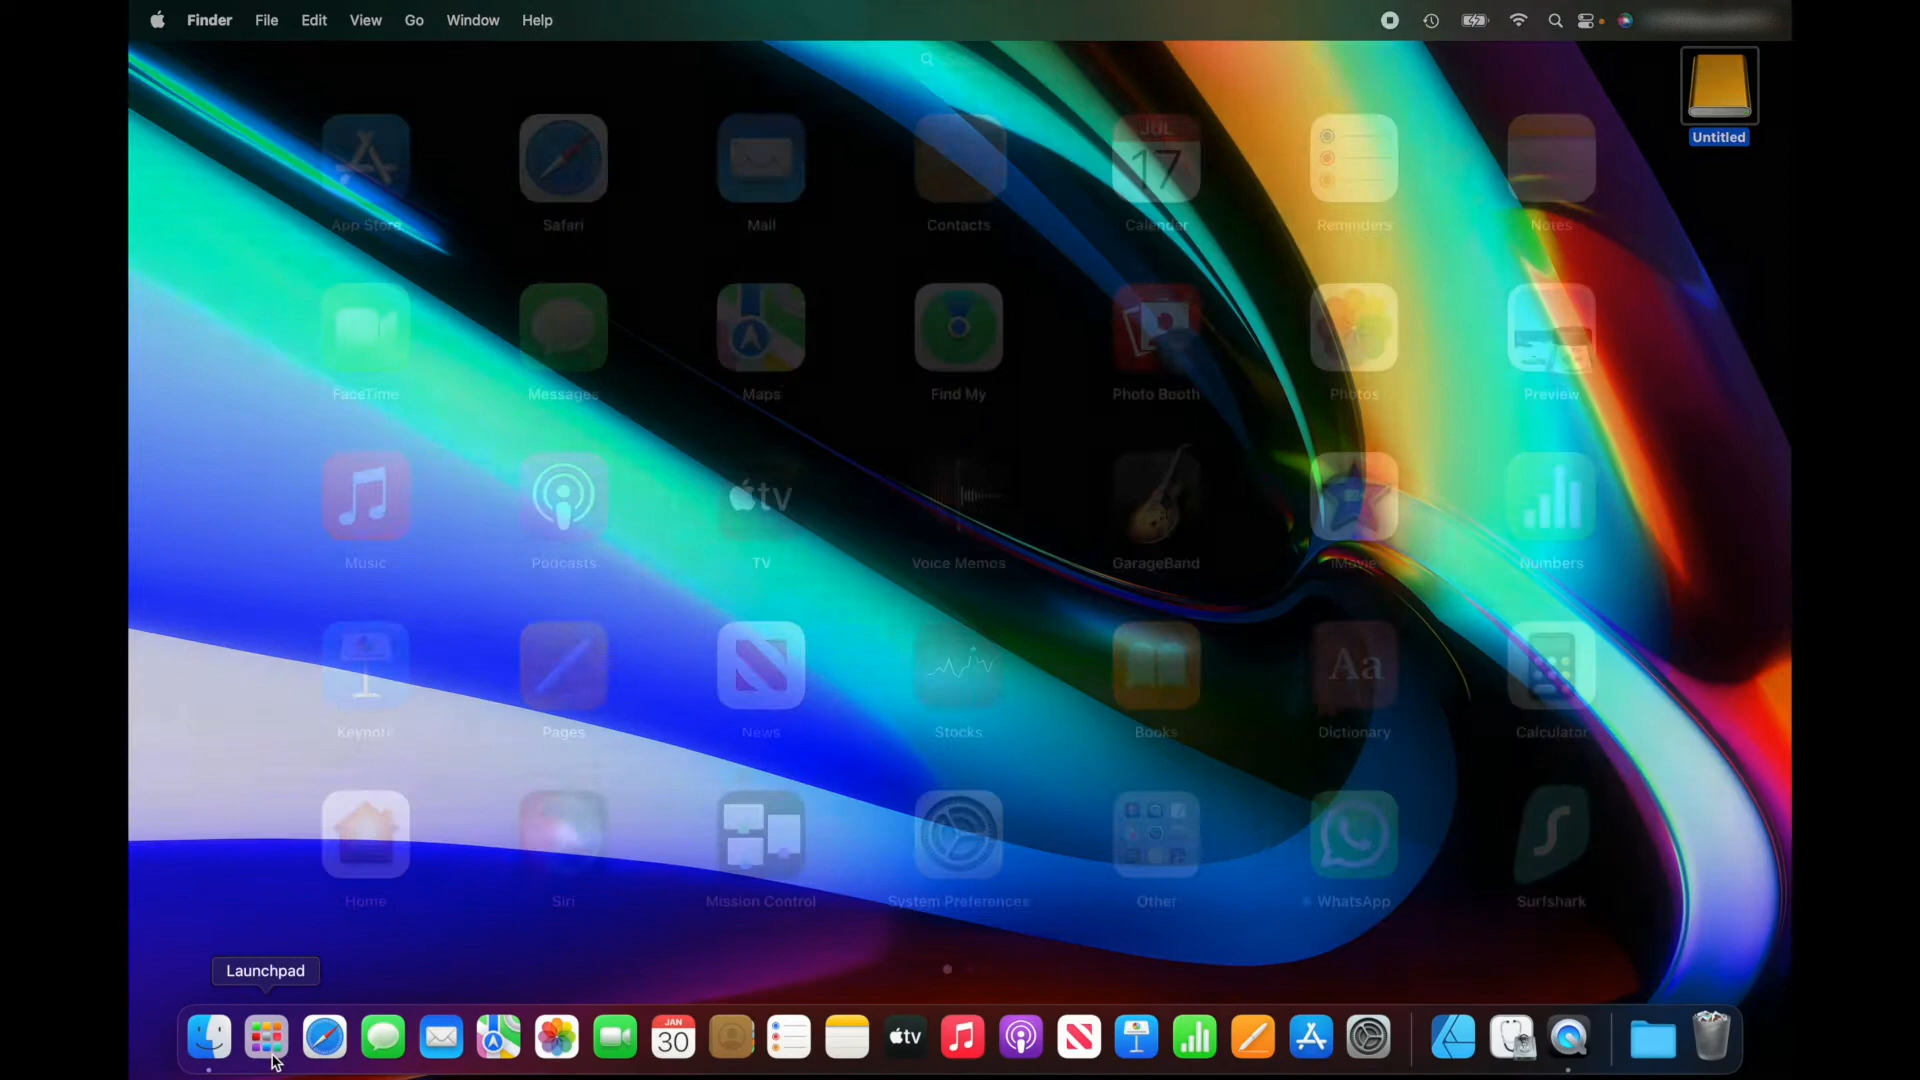 Finder File Edit View Go Window Help
Untitled
JUL
17
App Store Safari Mail Contacts Calendar Reminders Notes
FaceTime Messages Maps Find My Photo Booth Photos Preview
tv
Music Podcasts TV Voice Memos GarageBand iMovie Numbers
Aa
Keynote Pages News Stocks Books Dictionary Calculator
Home Siri Mission Control System Preferences Other WhatsApp Surfshark
Launchpad
JAN
30
tv